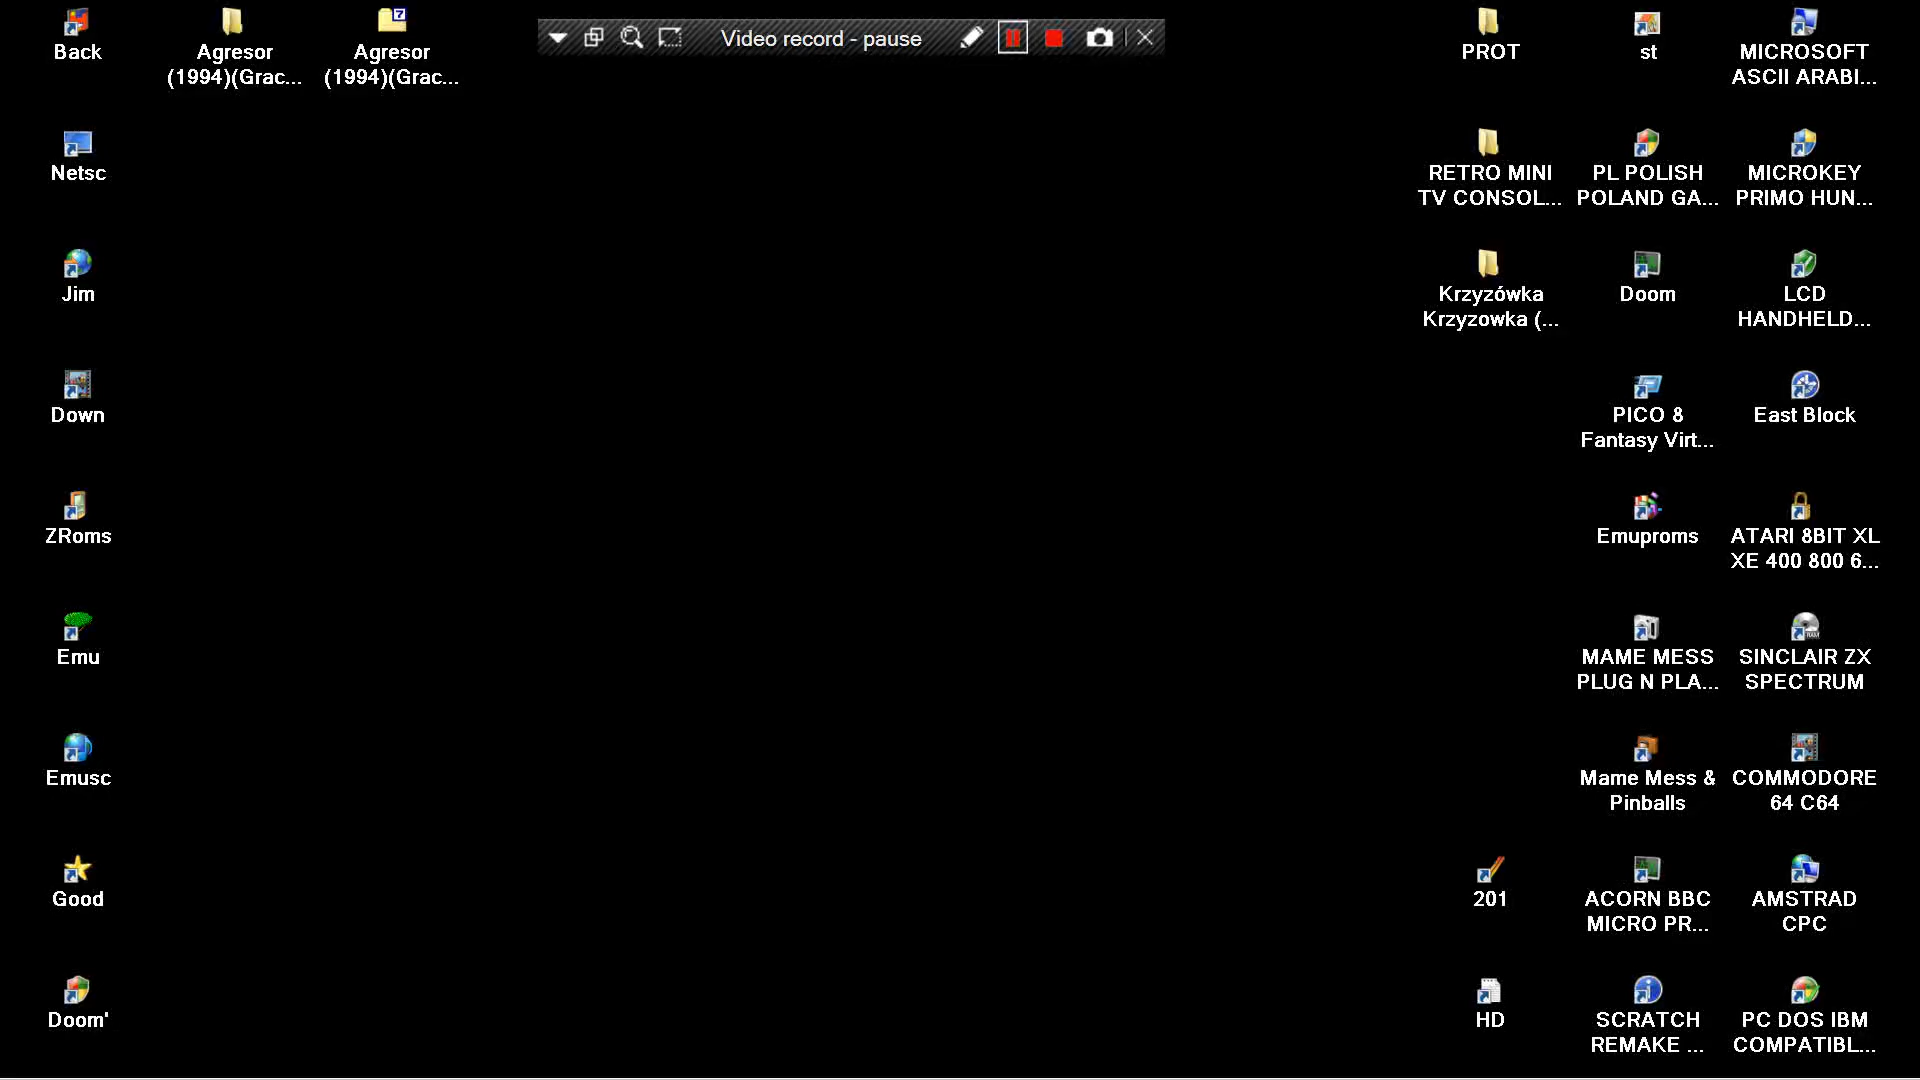 Back
Agresor
(1994)(Grac...
Agresor
(1994)(Grac...
Video record - pause
PROT
st
MICROSOFT
ASCII ARABI...
Netsc
RETRO MINI
TV CONSOL...
PL POLISH
POLAND GA...
MICROKEY
PRIMO HUN...
Jim
Krzyzówka
Krzyzowka (...
Doom
LCD
HANDHELD...
Down
PICO 8
Fantasy Virt...
East Block
ZRoms
Emuproms
ATARI 8BIT XL
XE 400 800 6...
Emu
MAME MESS
PLUG N PLA...
SINCLAIR ZX
SPECTRUM
Emusc
Mame Mess &
Pinballs
COMMODORE
64 C64
Good
201
ACORN BBC
MICRO PR...
AMSTRAD
CPC
Doom'
HD
SCRATCH
REMAKE ...
PC DOS IBM
COMPATIBL...